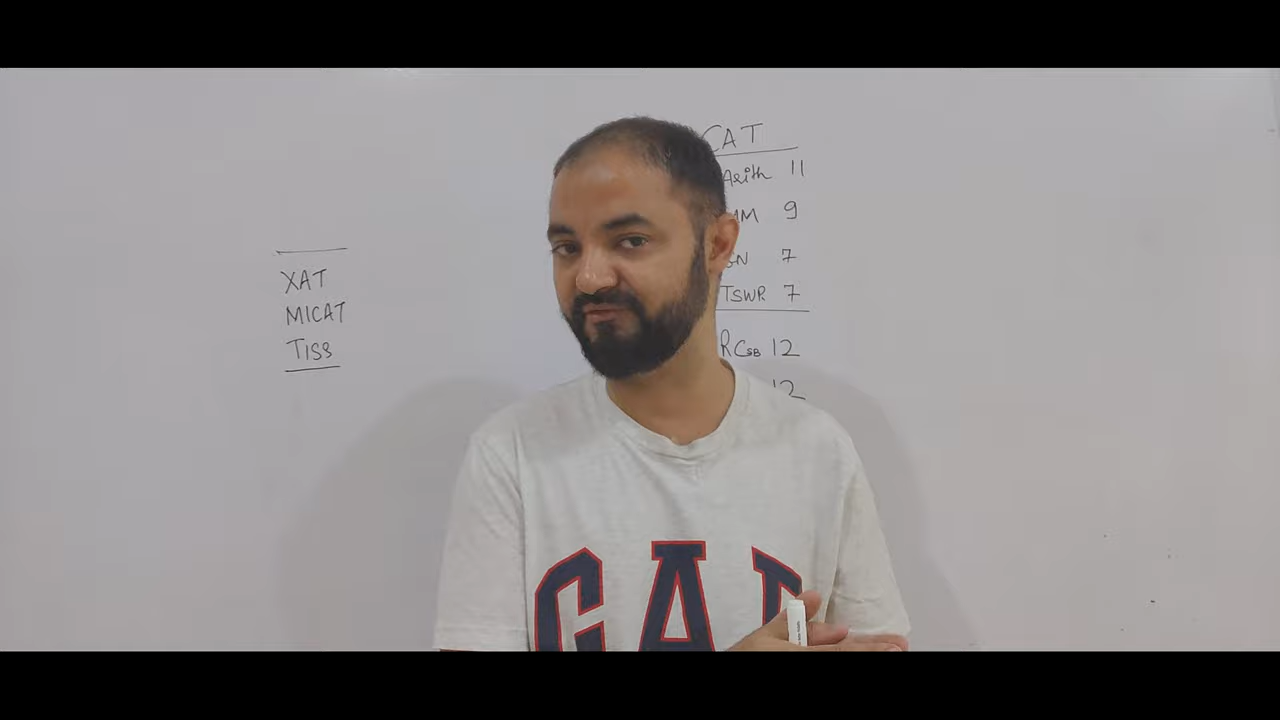 XAT
MICAT
TISS
CAT
Arith 11
9
7
TSWR 7
RCSB 12
12
GAP